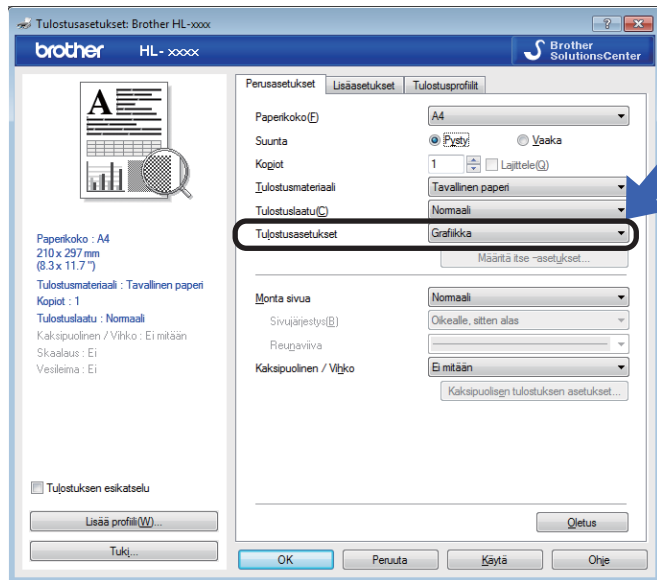 Tulostusasetukset: Brother HL-xxxx
brother HL- xxxx Brother
SolutionsCenter
A
Paperikoko : A4
210 x 297 mm
(8.3 x 11.7 ")
Tulostusmateriaali : Tavallinen paperi
Kopiot : 1
Tulostuslaatu : Normaali
Kaksipuolinen / Vihko : Ei mitään
Skaalaus : Ei
Vesileima : Ei
Tulostuksen esikatselu
Lisää profiili(W)...
Tuki...
Perusasetukset Lisäasetukset Tulostusprofiilit
Paperikoko(F) A4
Suunta Pysty Vaaka
Kopiot 1 Lajittele(Q)
Tulostusmateriaali Tavallinen paperi
Tulostuslaatu(C) Normaali
Tulostusasetukset Grafiikka
Määritä itse -asetukset...
Monta sivua Normaali
Sivujärjestys(B) Oikealle, sitten alas
Reunaviiva
Kaksipuolinen / Vihko Ei mitään
Kaksipuolisen tulostuksen asetukset...
Oletus
OK Peruuta Käytä Ohje